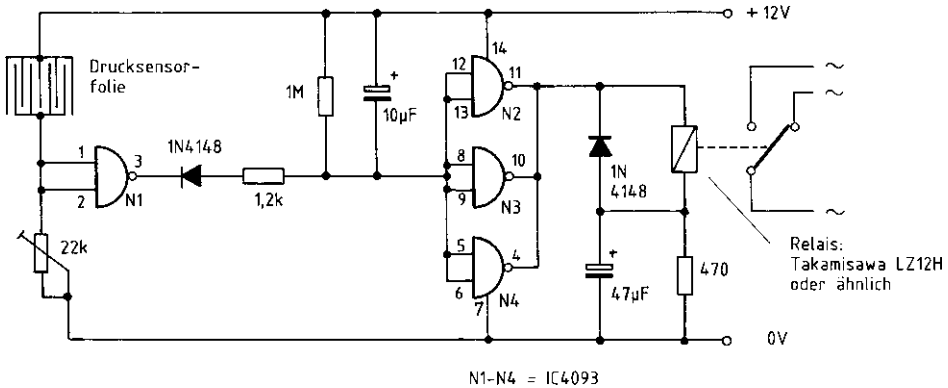 + 12V
Drucksensor-
folie
1M
+
10µF
14
12
11
13
N2
1
3
2
N1
1N4148
1,2k
8
10
9
N3
1N
4148
22k
5
4
6
7
N4
+
47µF
470
Relais:
Takamisawa LZ12H
oder ähnlich
~
~
~
0V
N1-N4 = IC4093